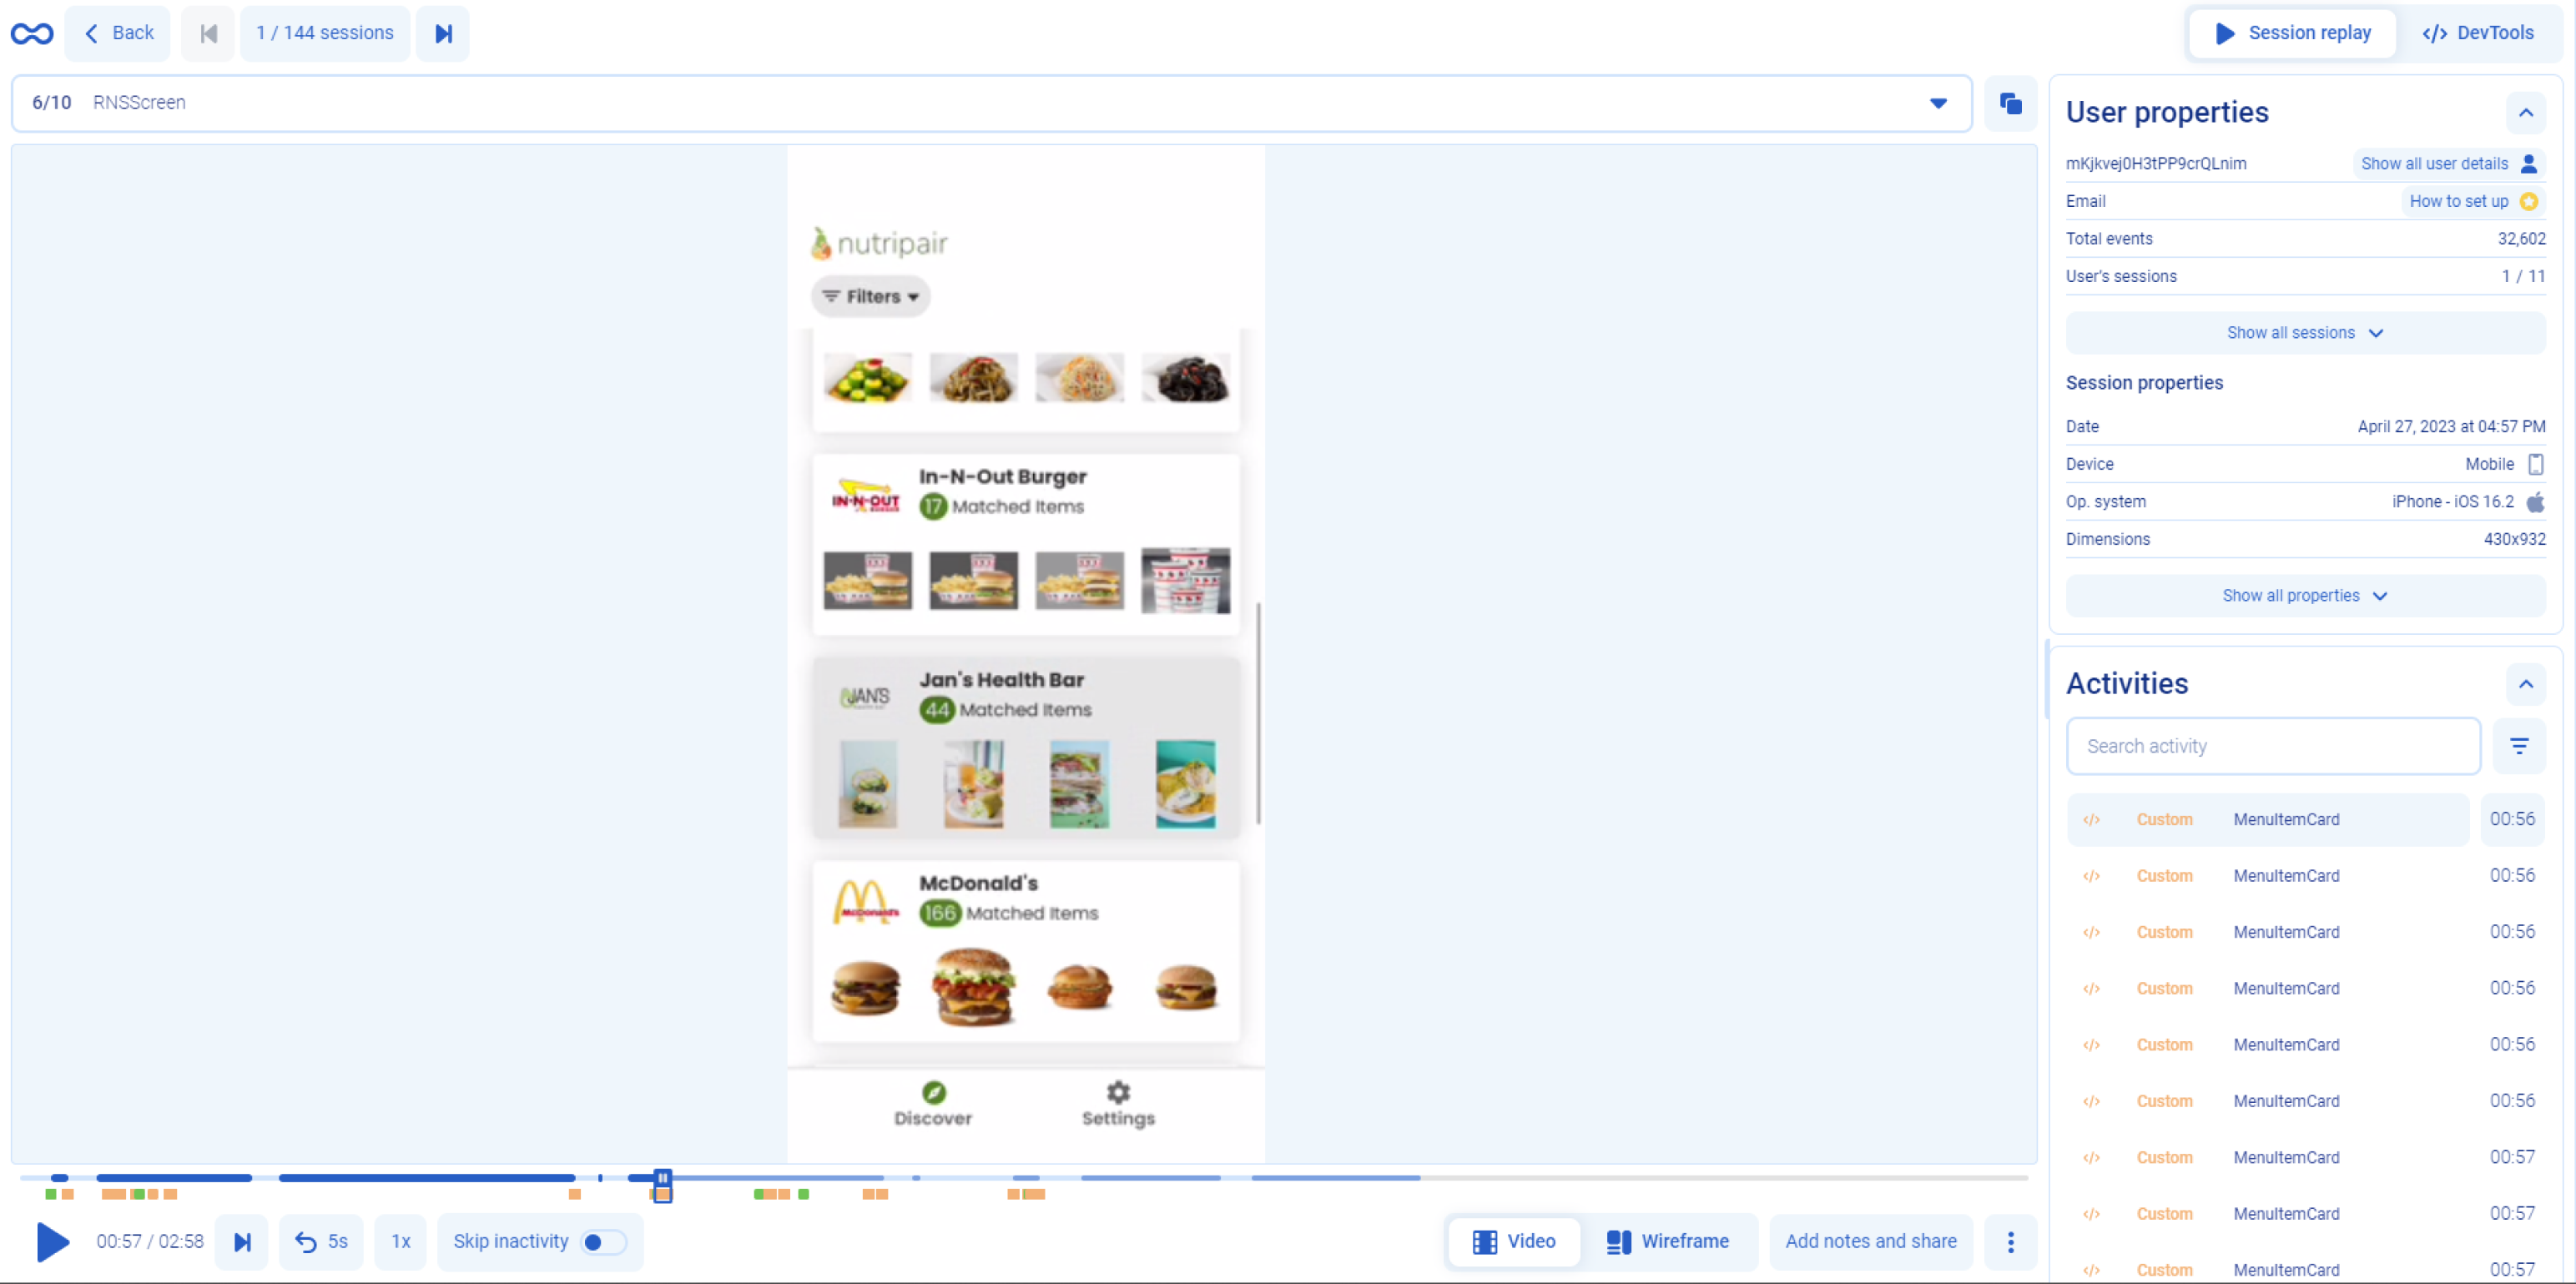 Back
1 / 144 sessions
Session replay
</> DevTools
6/10 RNSScreen
nutripair
Filters
In-N-Out Burger
IN-N-OUT
BURGER
17 Matched Items
Jan's Health Bar
JAN'S
44 Matched Items
McDonald's
McDonald's
166 Matched Items
Discover
Settings
00:57 / 02:58
5s
1x
Skip inactivity
Video
Wireframe
Add notes and share
User properties
mKjkvej0H3tPP9crQLnim Show all user details
Email How to set up
Total events 32,602
User's sessions 1 / 11
Show all sessions
Session properties
Date April 27, 2023 at 04:57 PM
Device Mobile
Op. system iPhone - iOS 16.2
Dimensions 430x932
Show all properties
Activities
Search activity
</> Custom MenuItemCard 00:56
</> Custom MenuItemCard 00:56
</> Custom MenuItemCard 00:56
</> Custom MenuItemCard 00:56
</> Custom MenuItemCard 00:56
</> Custom MenuItemCard 00:56
</> Custom MenuItemCard 00:57
</> Custom MenuItemCard 00:57
</> Custom MenuItemCard 00:57